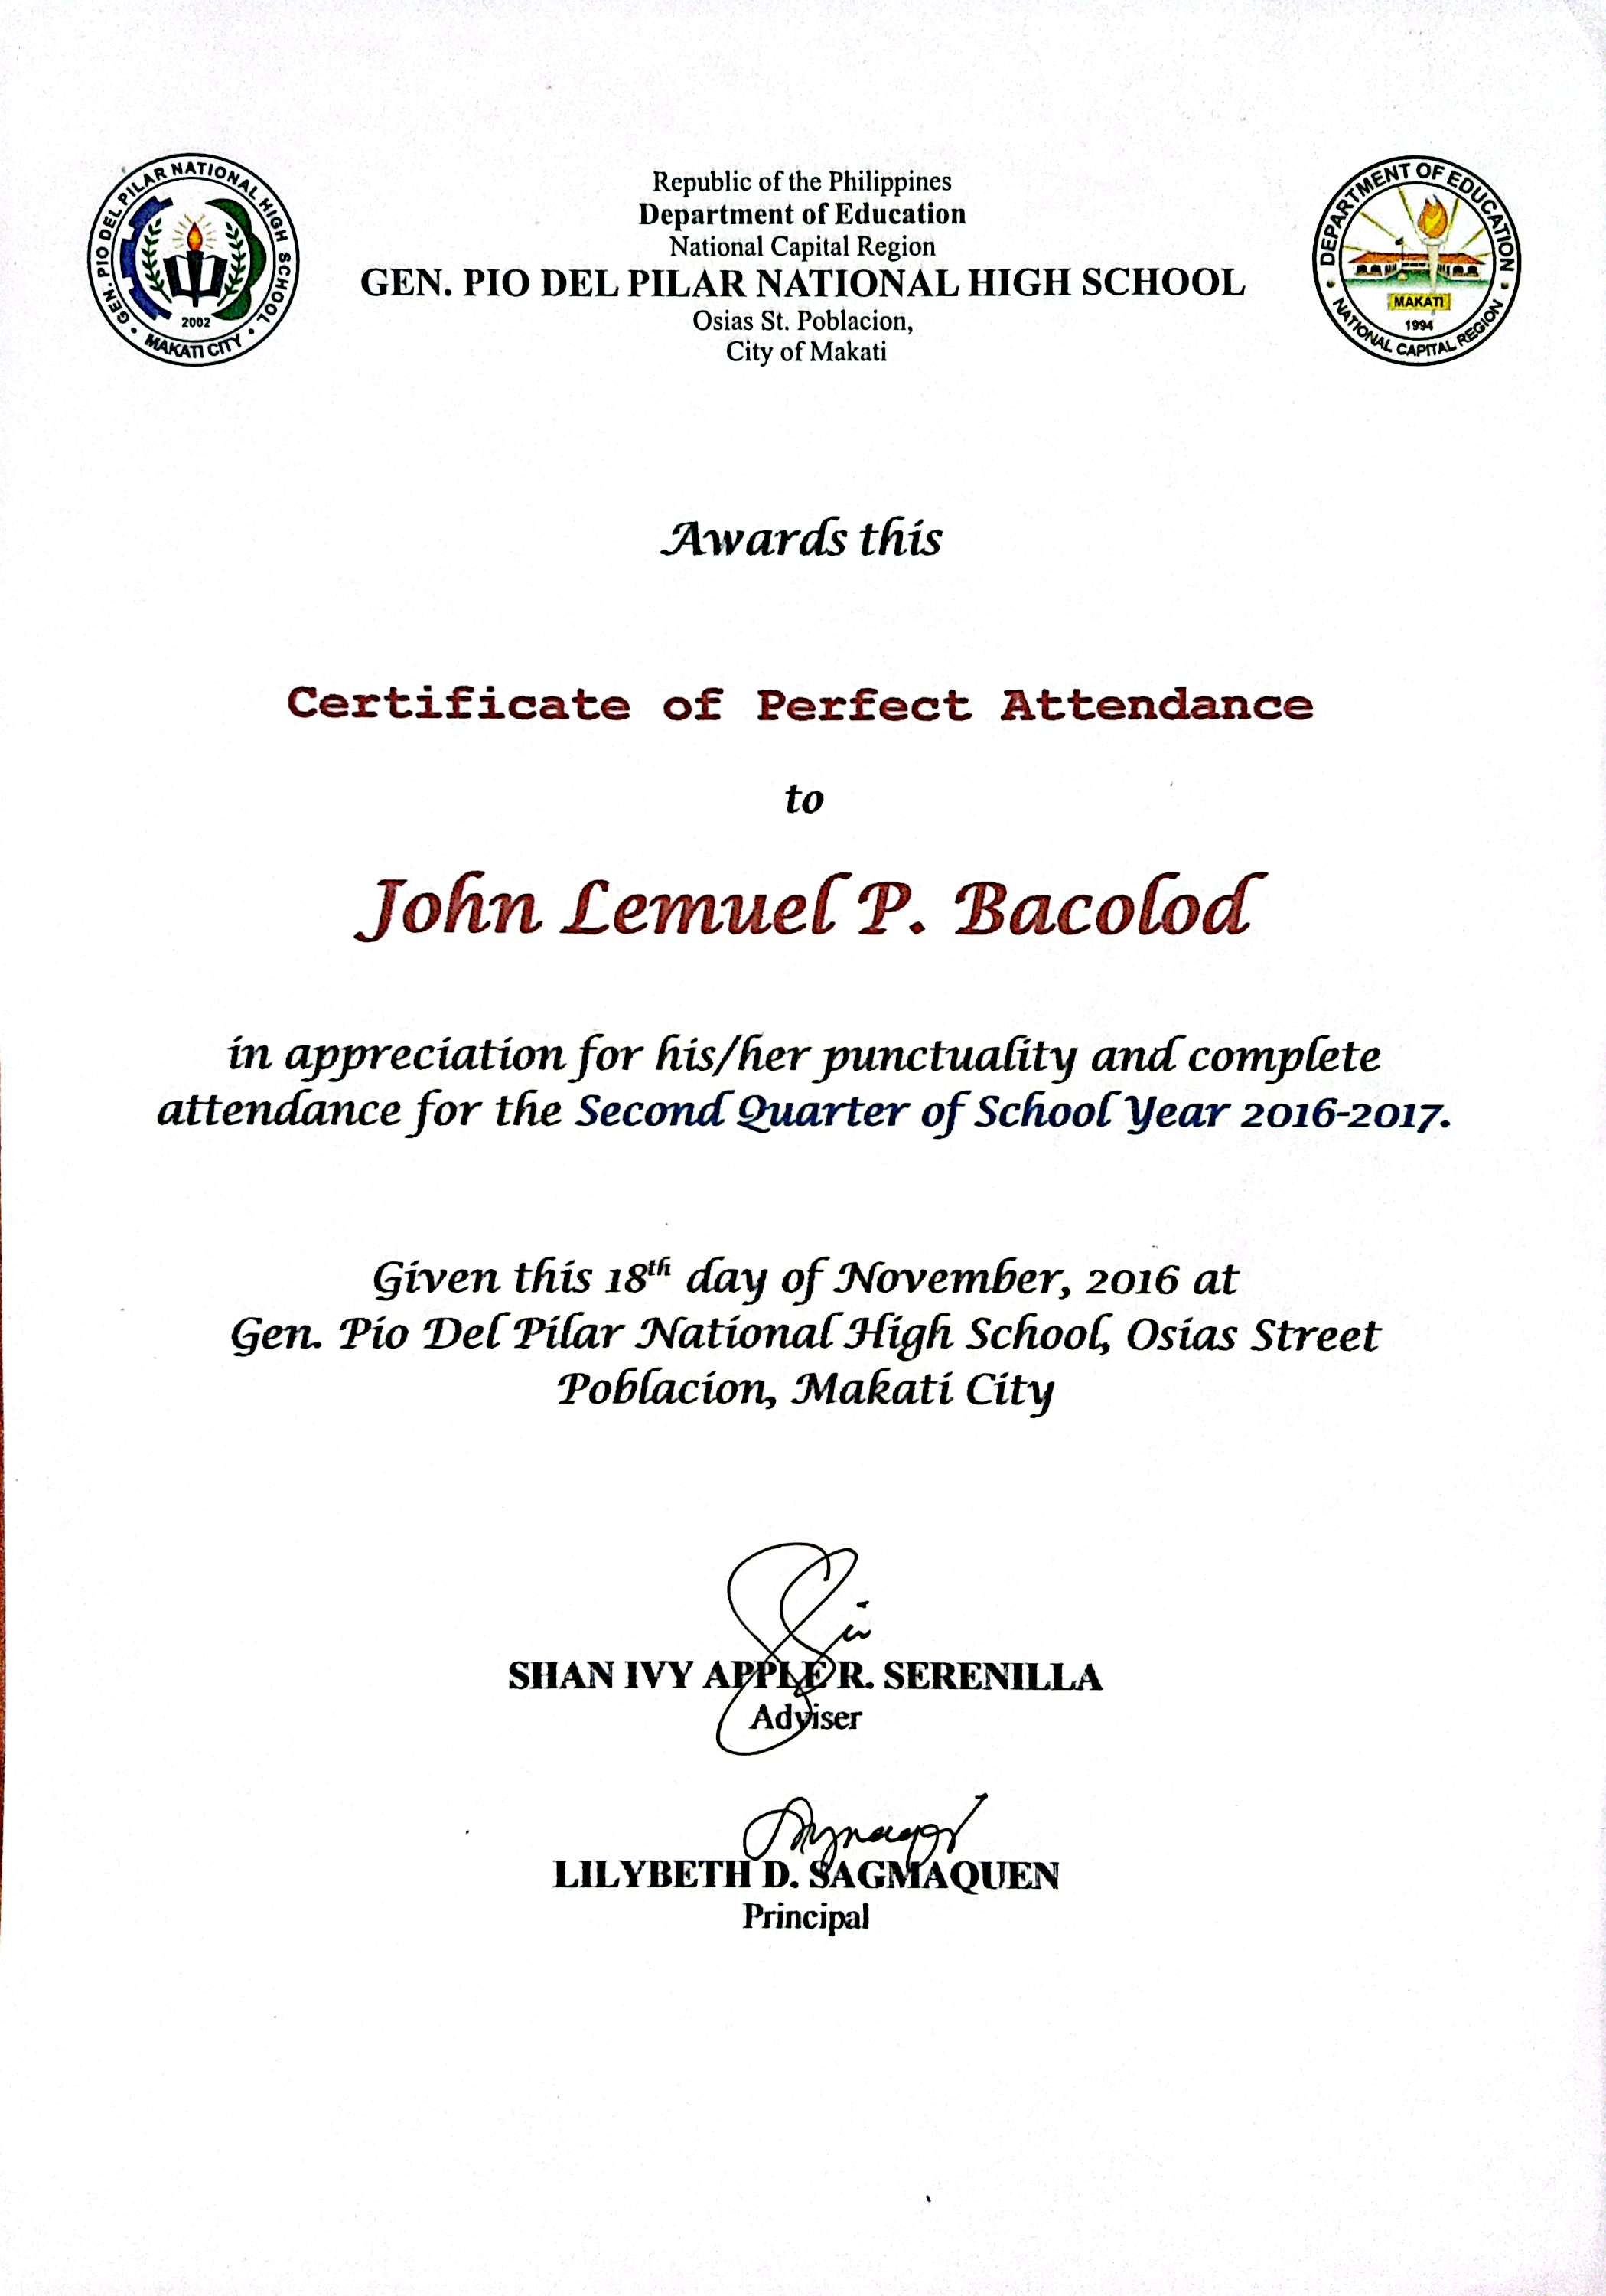 GEN. PIO DEL PILAR NATIONAL HIGH SCHOOL
2002
MAKATI CITY
Republic of the Philippines
Department of Education
National Capital Region
GEN. PIO DEL PILAR NATIONAL HIGH SCHOOL
Osias St. Poblacion,
City of Makati
DEPARTMENT OF EDUCATION
MAKATI
1994
NATIONAL CAPITAL REGION
Awards this
Certificate of Perfect Attendance
to
John Lemuel P. Bacolod
in appreciation for his/her punctuality and complete
attendance for the Second Quarter of School Year 2016-2017.
Given this 18th day of November, 2016 at
Gen. Pio Del Pilar National High School, Osias Street
Poblacion, Makati City
SHAN IVY APPLE R. SERENILLA
Adviser
LILYBETH D. SAGMAQUEN
Principal